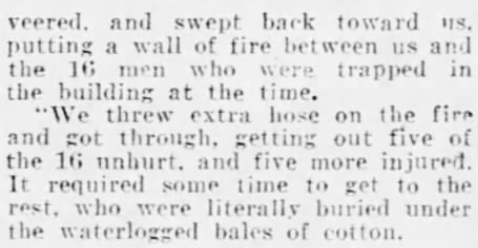 veered, and swept back toward us,
putting a wall of fire between us and
the 16 men who were trapped in
the building at the time.
"We threw extra hose on the fire
and got through, getting out five of
the 16 unhurt, and five more injured.
It required some time to get to the
rest, who were literally buried under
the waterlogged bales of cotton.